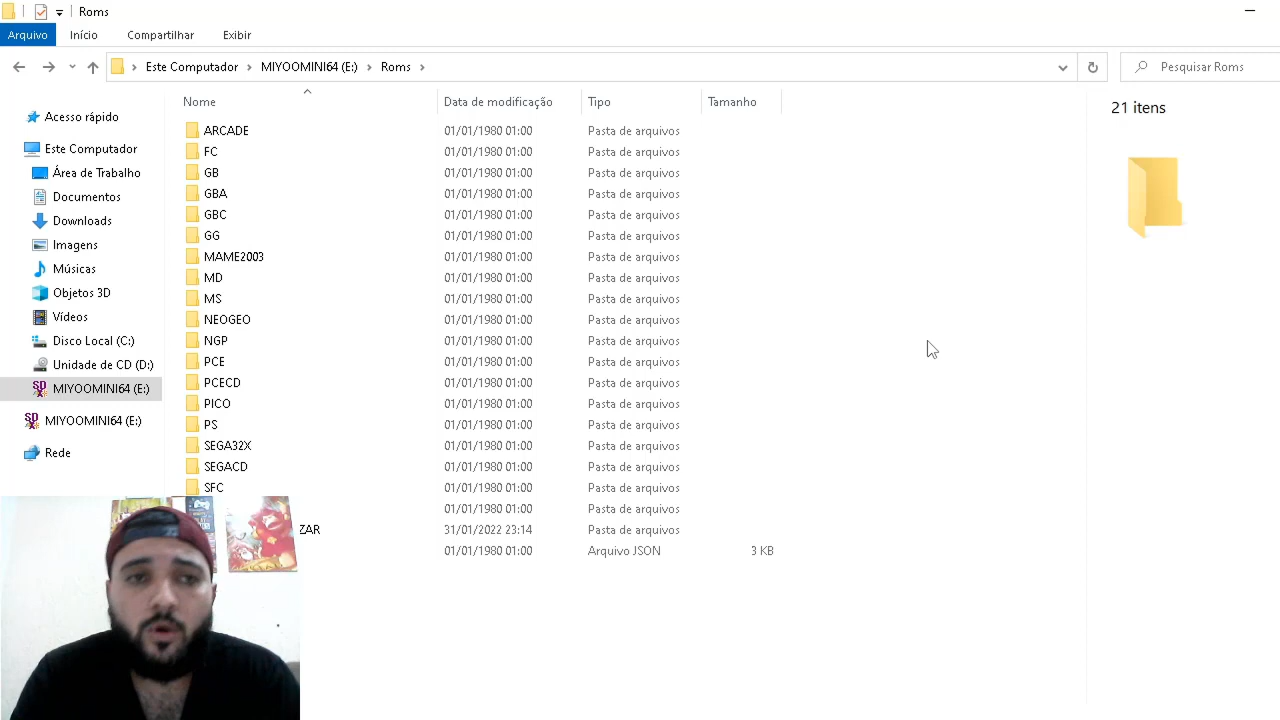 Roms
Arquivo Início Compartilhar Exibir
Este Computador MIYOOMINI64 (E:) Roms Pesquisar Roms
Nome Data de modificação Tipo Tamanho
21 itens
Acesso rápido
Este Computador
Área de Trabalho
Documentos
Downloads
Imagens
Músicas
Objetos 3D
Vídeos
Disco Local (C:)
Unidade de CD (D:)
MIYOOMINI64 (E:)
MIYOOMINI64 (E:)
Rede
ARCADE 01/01/1980 01:00 Pasta de arquivos
FC 01/01/1980 01:00 Pasta de arquivos
GB 01/01/1980 01:00 Pasta de arquivos
GBA 01/01/1980 01:00 Pasta de arquivos
GBC 01/01/1980 01:00 Pasta de arquivos
GG 01/01/1980 01:00 Pasta de arquivos
MAME2003 01/01/1980 01:00 Pasta de arquivos
MD 01/01/1980 01:00 Pasta de arquivos
MS 01/01/1980 01:00 Pasta de arquivos
NEOGEO 01/01/1980 01:00 Pasta de arquivos
NGP 01/01/1980 01:00 Pasta de arquivos
PCE 01/01/1980 01:00 Pasta de arquivos
PCECD 01/01/1980 01:00 Pasta de arquivos
PICO 01/01/1980 01:00 Pasta de arquivos
PS 01/01/1980 01:00 Pasta de arquivos
SEGA32X 01/01/1980 01:00 Pasta de arquivos
SEGACD 01/01/1980 01:00 Pasta de arquivos
SFC 01/01/1980 01:00 Pasta de arquivos
01/01/1980 01:00 Pasta de arquivos
ZAR 31/01/2022 23:14 Pasta de arquivos
01/01/1980 01:00 Arquivo JSON 3 KB